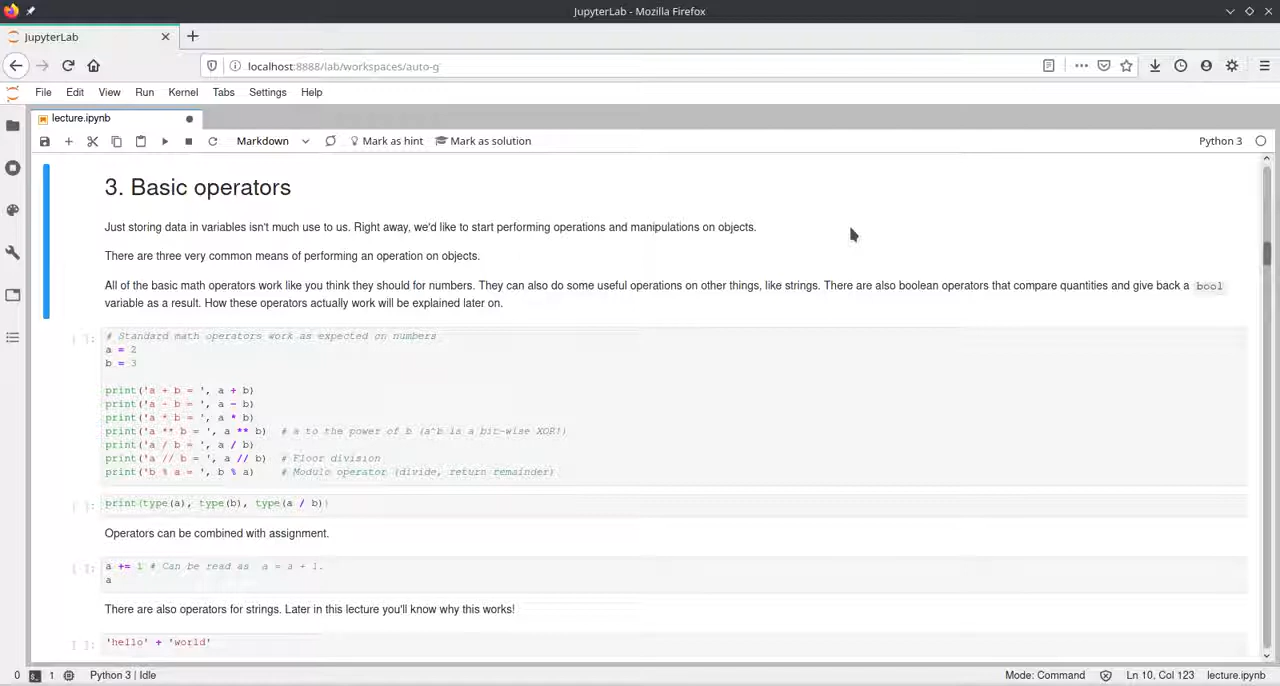 JupyterLab - Mozilla Firefox
JupyterLab
localhost:8888/lab/workspaces/auto-g
File Edit View Run Kernel Tabs Settings Help
lecture.ipynb
Markdown Mark as hint Mark as solution Python 3
3. Basic operators
Just storing data in variables isn't much use to us. Right away, we'd like to start performing operations and manipulations on objects.
There are three very common means of performing an operation on objects.
All of the basic math operators work like you think they should for numbers. They can also do some useful operations on other things, like strings. There are also boolean operators that compare quantities and give back a bool
variable as a result. How these operators actually work will be explained later on.
[ ]: # Standard math operators work as expected on numbers
a = 2
b = 3
print('a + b = ', a + b)
print('a - b = ', a - b)
print('a * b = ', a * b)
print('a ** b = ', a ** b)  # a to the power of b (a^b is a bit-wise XOR!)
print('a / b = ', a / b)
print('a // b = ', a // b)  # Floor division
print('b % a = ', b % a)    # Modulo operator (divide, return remainder)
[ ]: print(type(a), type(b), type(a / b))
Operators can be combined with assignment.
[ ]: a += 1 # Can be read as  a = a + 1.
a
There are also operators for strings. Later in this lecture you'll know why this works!
[ ]: 'hello' + 'world'
0 1 Python 3 | Idle Mode: Command Ln 10, Col 123 lecture.ipynb